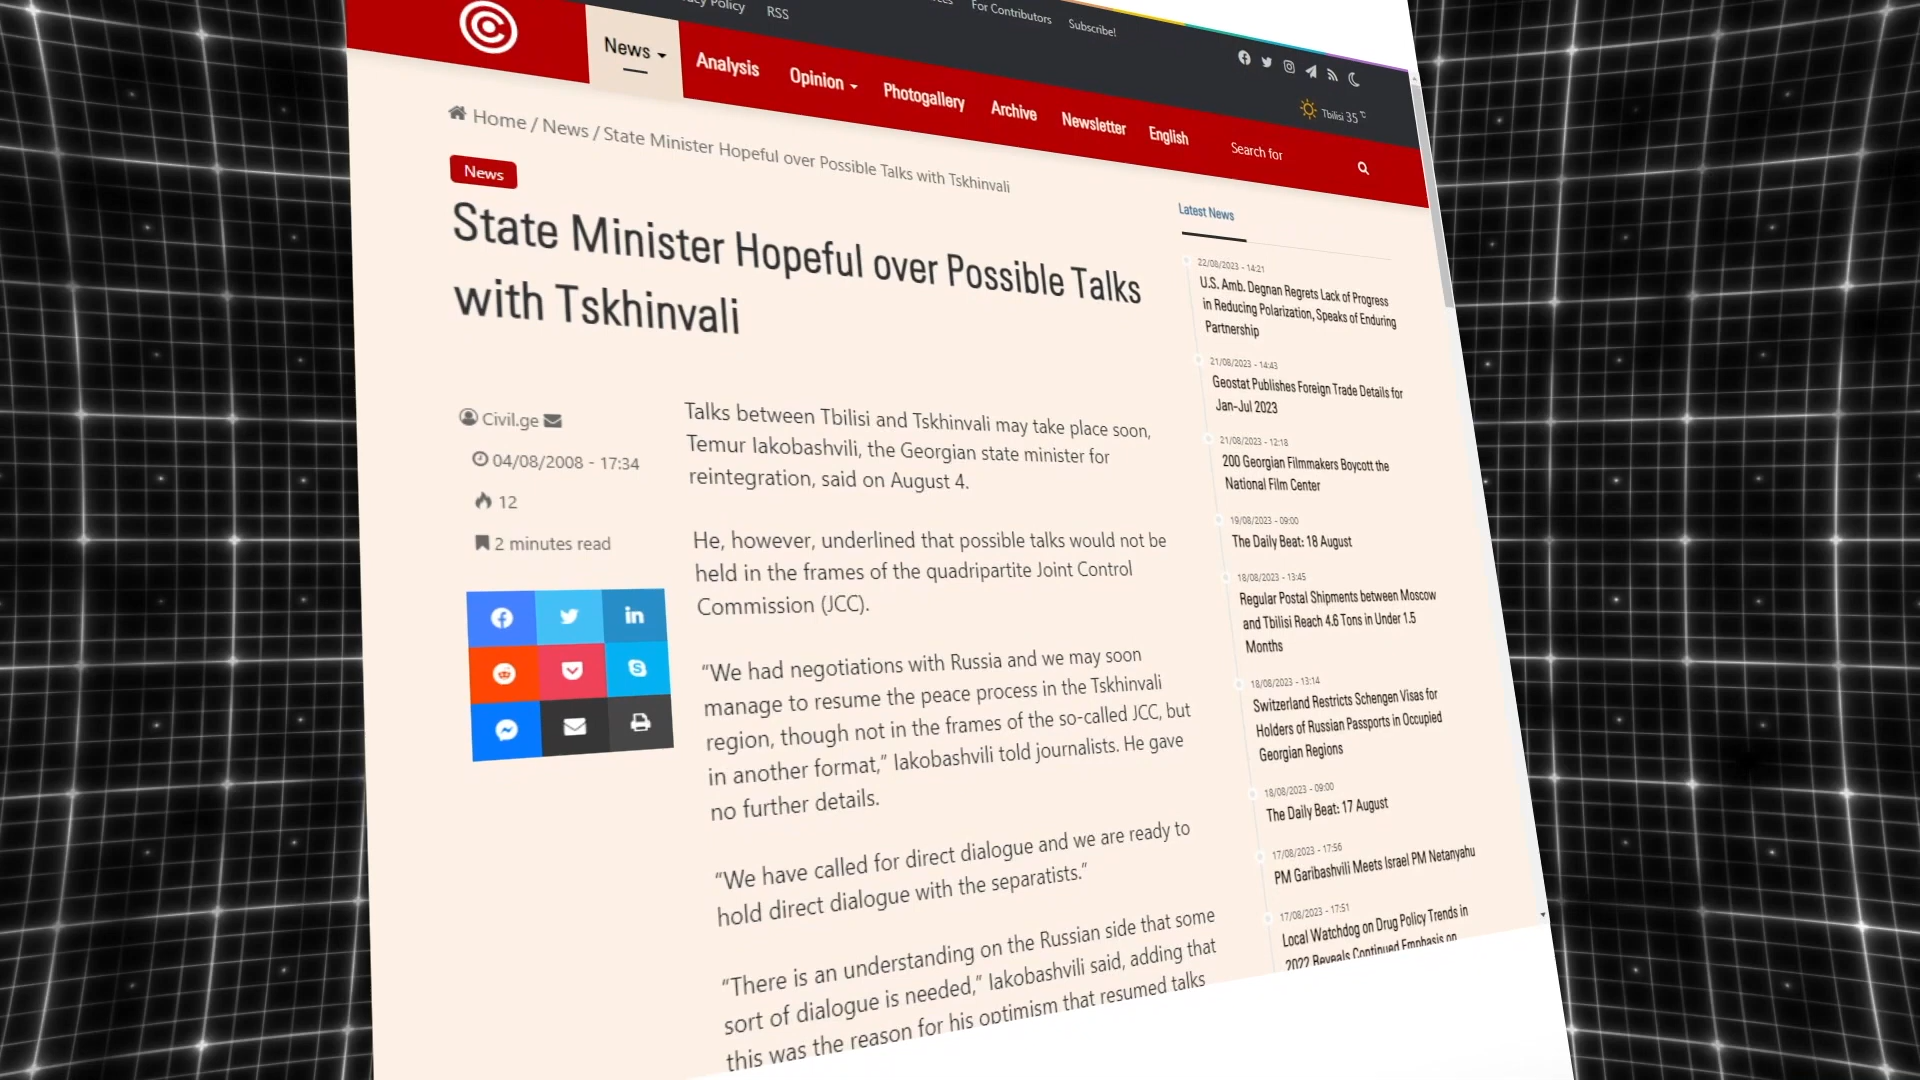 Policy
RSS
For Contributors
Subscribe!
News
Analysis
Opinion
Photogallery
Archive
Newsletter
English
Search for
Tbilisi 35 ℃
Home / News / State Minister Hopeful over Possible Talks with Tskhinvali
News
State Minister Hopeful over Possible Talks
with Tskhinvali
Civil.ge
04/08/2008 - 17:34
12
2 minutes read
Talks between Tbilisi and Tskhinvali may take place soon,
Temur Iakobashvili, the Georgian state minister for
reintegration, said on August 4.
He, however, underlined that possible talks would not be
held in the frames of the quadripartite Joint Control
Commission (JCC).
“We had negotiations with Russia and we may soon
manage to resume the peace process in the Tskhinvali
region, though not in the frames of the so-called JCC, but
in another format,” Iakobashvili told journalists. He gave
no further details.
“We have called for direct dialogue and we are ready to
hold direct dialogue with the separatists.”
“There is an understanding on the Russian side that some
sort of dialogue is needed,” Iakobashvili said, adding that
this was the reason for his optimism that resumed talks
Latest News
22/08/2023 - 14:21
U.S. Amb. Degnan Regrets Lack of Progress
in Reducing Polarization, Speaks of Enduring
Partnership
21/08/2023 - 14:43
Geostat Publishes Foreign Trade Details for
Jan-Jul 2023
21/08/2023 - 12:18
200 Georgian Filmmakers Boycott the
National Film Center
19/08/2023 - 09:00
The Daily Beat: 18 August
18/08/2023 - 13:45
Regular Postal Shipments between Moscow
and Tbilisi Reach 4.6 Tons in Under 1.5
Months
18/08/2023 - 13:14
Switzerland Restricts Schengen Visas for
Holders of Russian Passports in Occupied
Georgian Regions
18/08/2023 - 09:00
The Daily Beat: 17 August
17/08/2023 - 17:56
PM Garibashvili Meets Israel PM Netanyahu
17/08/2023 - 17:51
Local Watchdog on Drug Policy Trends in
2022 Reveals Continued Emphasis on